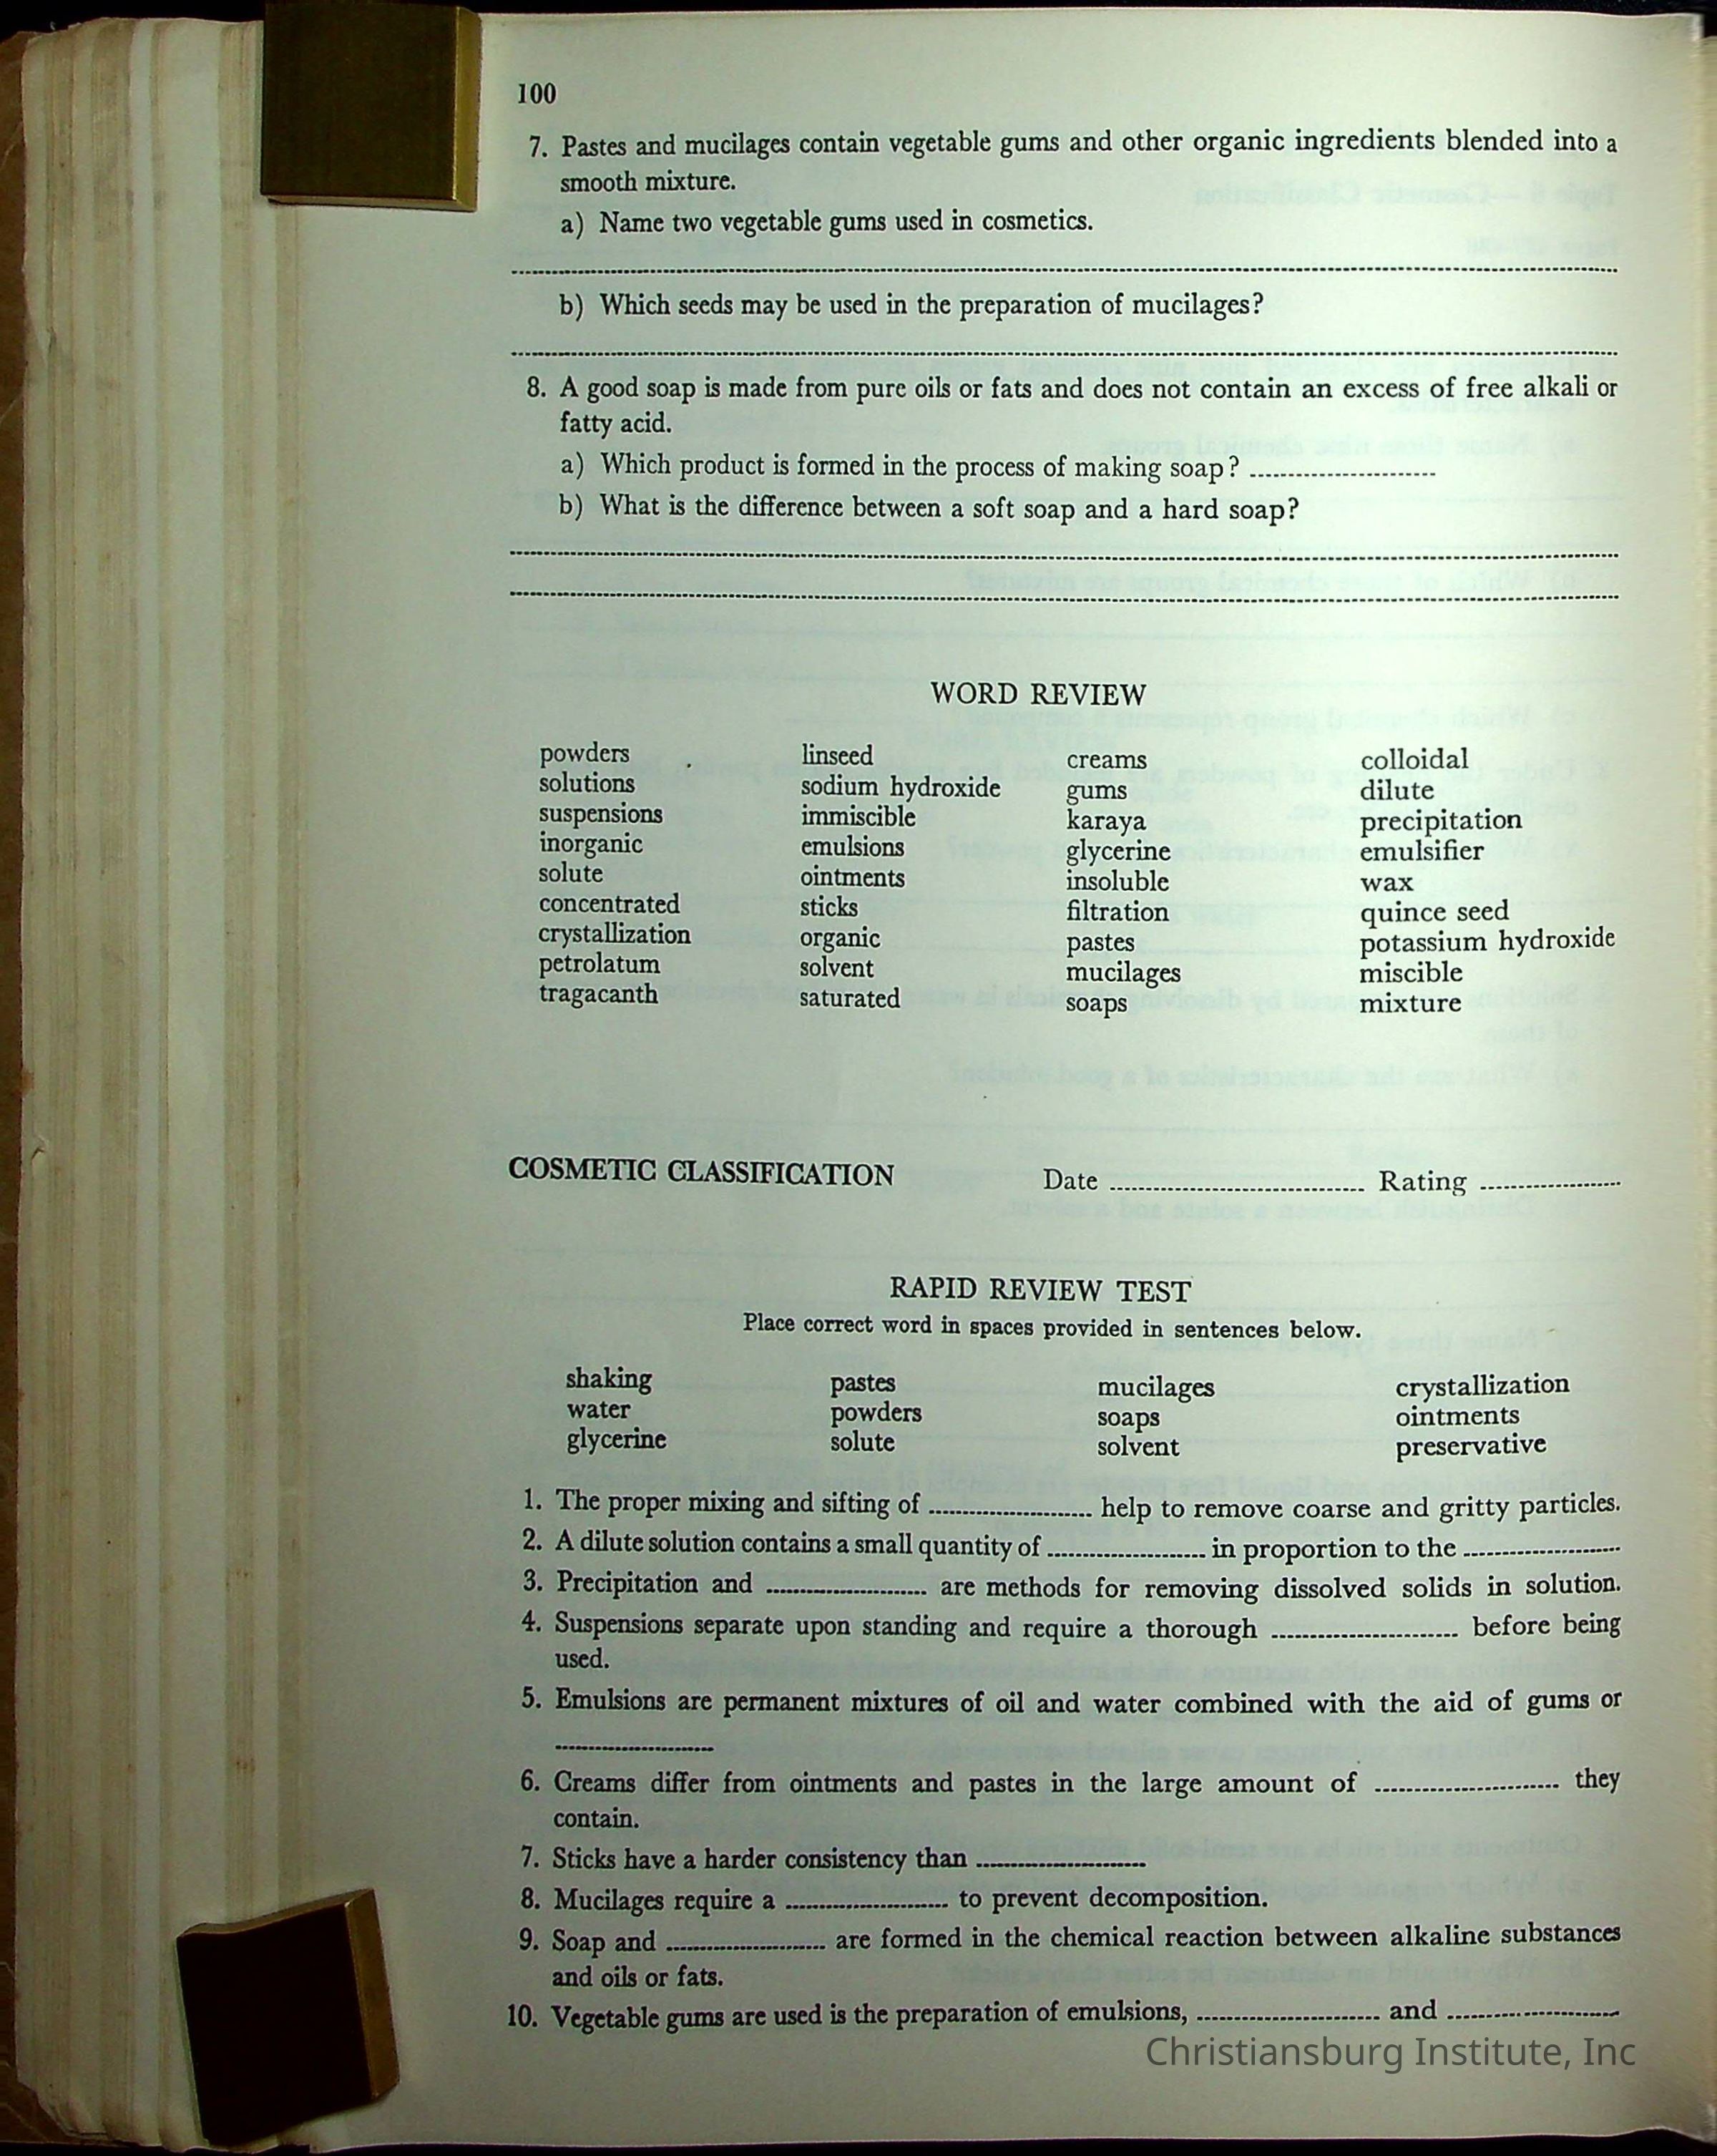 100
7. Pastes and mucilages contain vegetable gums and other organic ingredients blended into a
smooth mixture.
a) Name two vegetable gums used in cosmetics.
b) Which seeds may be used in the preparation of mucilages?
8. A good soap is made from pure oils or fats and does not contain an excess of free alkali or
fatty acid.
a) Which product is formed in the process of making soap? ........................
b) What is the difference between a soft soap and a hard soap?
WORD REVIEW
powders linseed creams colloidal
solutions sodium hydroxide gums dilute
suspensions immiscible karaya precipitation
inorganic emulsions glycerine emulsifier
solute ointments insoluble wax
concentrated sticks filtration quince seed
crystallization organic pastes potassium hydroxide
petrolatum solvent mucilages miscible
tragacanth saturated soaps mixture
COSMETIC CLASSIFICATION Date ........................ Rating ........................
RAPID REVIEW TEST
Place correct word in spaces provided in sentences below.
shaking pastes mucilages crystallization
water powders soaps ointments
glycerine solute solvent preservative
1. The proper mixing and sifting of ........................ help to remove coarse and gritty particles.
2. A dilute solution contains a small quantity of ........................ in proportion to the ........................
3. Precipitation and ........................ are methods for removing dissolved solids in solution.
4. Suspensions separate upon standing and require a thorough ........................ before being
used.
5. Emulsions are permanent mixtures of oil and water combined with the aid of gums or
........................
6. Creams differ from ointments and pastes in the large amount of ........................ they
contain.
7. Sticks have a harder consistency than ........................
8. Mucilages require a ........................ to prevent decomposition.
9. Soap and ........................ are formed in the chemical reaction between alkaline substances
and oils or fats.
10. Vegetable gums are used is the preparation of emulsions, ........................ and ........................
Christiansburg Institute, Inc